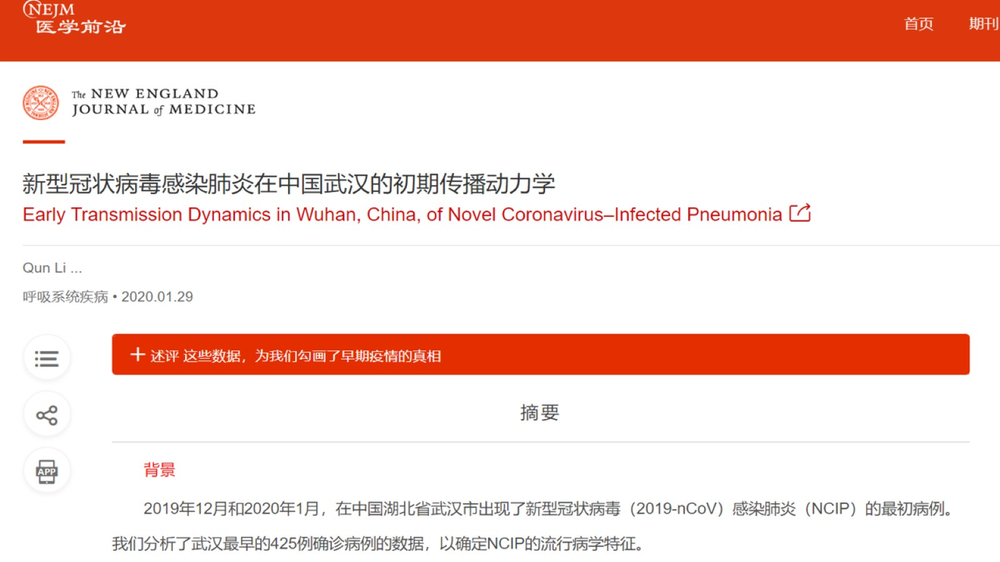 NEJM
医学前沿
首页 期刊
The NEW ENGLAND
JOURNAL of MEDICINE
新型冠状病毒感染肺炎在中国武汉的初期传播动力学
Early Transmission Dynamics in Wuhan, China, of Novel Coronavirus–Infected Pneumonia
Qun Li ...
呼吸系统疾病 • 2020.01.29
述评 这些数据，为我们勾画了早期疫情的真相
摘要
背景
APP
2019年12月和2020年1月，在中国湖北省武汉市出现了新型冠状病毒（2019-nCoV）感染肺炎（NCIP）的最初病例。
我们分析了武汉最早的425例确诊病例的数据，以确定NCIP的流行病学特征。